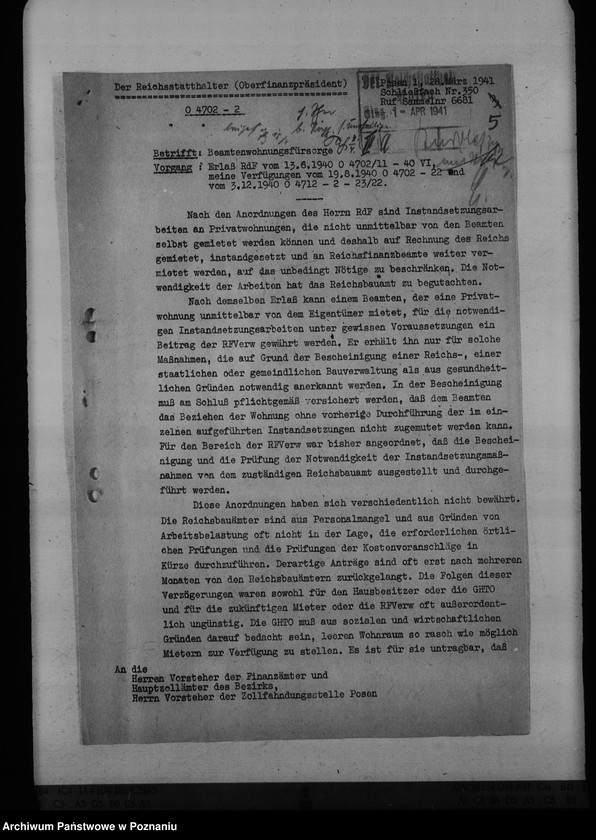 Der Reichsstatthalter (Oberfinanzpräsident)
Posen 1, 28. März 1941
Schließfach Nr. 350
Ruf Sammelnr 6681
O 4702 - 2
1 - APR 1941
5
Betrifft: Beamtenwohnungsfürsorge
Vorgang : Erlaß RdF vom 13.6.1940 O 4702/11 - 40 VI,
meine Verfügungen vom 19.8.1940 O 4702 - 22 und
vom 3.12.1940 O 4712 - 2 - 23/22.
Nach den Anordnungen des Herrn RdF sind Instandsetzungsar-
beiten an Privatwohnungen, die nicht unmittelbar von den Beamten
selbst gemietet werden können und deshalb auf Rechnung des Reichs
gemietet, instandgesetzt und an Reichsfinanzbeamte weiter ver-
mietet werden, auf das unbedingt Nötige zu beschränken. Die Not-
wendigkeit der Arbeiten hat das Reichsbauamt zu begutachten.
Nach demselben Erlaß kann einem Beamten, der eine Privat-
wohnung unmittelbar von dem Eigentümer mietet, für die notwendi-
gen Instandsetzungsarbeiten unter gewissen Voraussetzungen ein
Beitrag der RFVerw gewährt werden. Er erhält ihn nur für solche
Maßnahmen, die auf Grund der Bescheinigung einer Reichs-, einer
staatlichen oder gemeindlichen Bauverwaltung als aus gesundheit-
lichen Gründen notwendig anerkannt werden. In der Bescheinigung
muß am Schluß pflichtgemäß versichert werden, daß dem Beamten
das Beziehen der Wohnung ohne vorherige Durchführung der im ein-
zelnen aufgeführten Instandsetzungen nicht zugemutet werden kann.
Für den Bereich der RFVerw war bisher angeordnet, daß die Beschei-
nigung und die Prüfung der Notwendigkeit der Instandsetzungsmaß-
nahmen von dem zuständigen Reichsbauamt ausgestellt und durchge-
führt werden.
Diese Anordnungen haben sich verschiedentlich nicht bewährt.
Die Reichsbauämter sind aus Personalmangel und aus Gründen von
Arbeitsbelastung oft nicht in der Lage, die erforderlichen örtli-
chen Prüfungen und die Prüfungen der Kostenvoranschläge in
Kürze durchzuführen. Derartige Anträge sind oft erst nach mehreren
Monaten von den Reichsbauämtern zurückgelangt. Die Folgen dieser
Verzögerungen waren sowohl für den Hausbesitzer oder die GHTO
und für die zukünftigen Mieter oder die RFVerw oft außerordent-
lich ungünstig. Die GHTO muß aus sozialen und wirtschaftlichen
Gründen darauf bedacht sein, leeren Wohnraum so rasch wie möglich
Mietern zur Verfügung zu stellen. Es ist für sie untragbar, daß
An die
Herren Vorsteher der Finanzämter und
Hauptzollämter des Bezirks,
Herrn Vorsteher der Zollfahndungsstelle Posen
Archiwum Państwowe w Poznaniu
szukajwarchiwach.pl